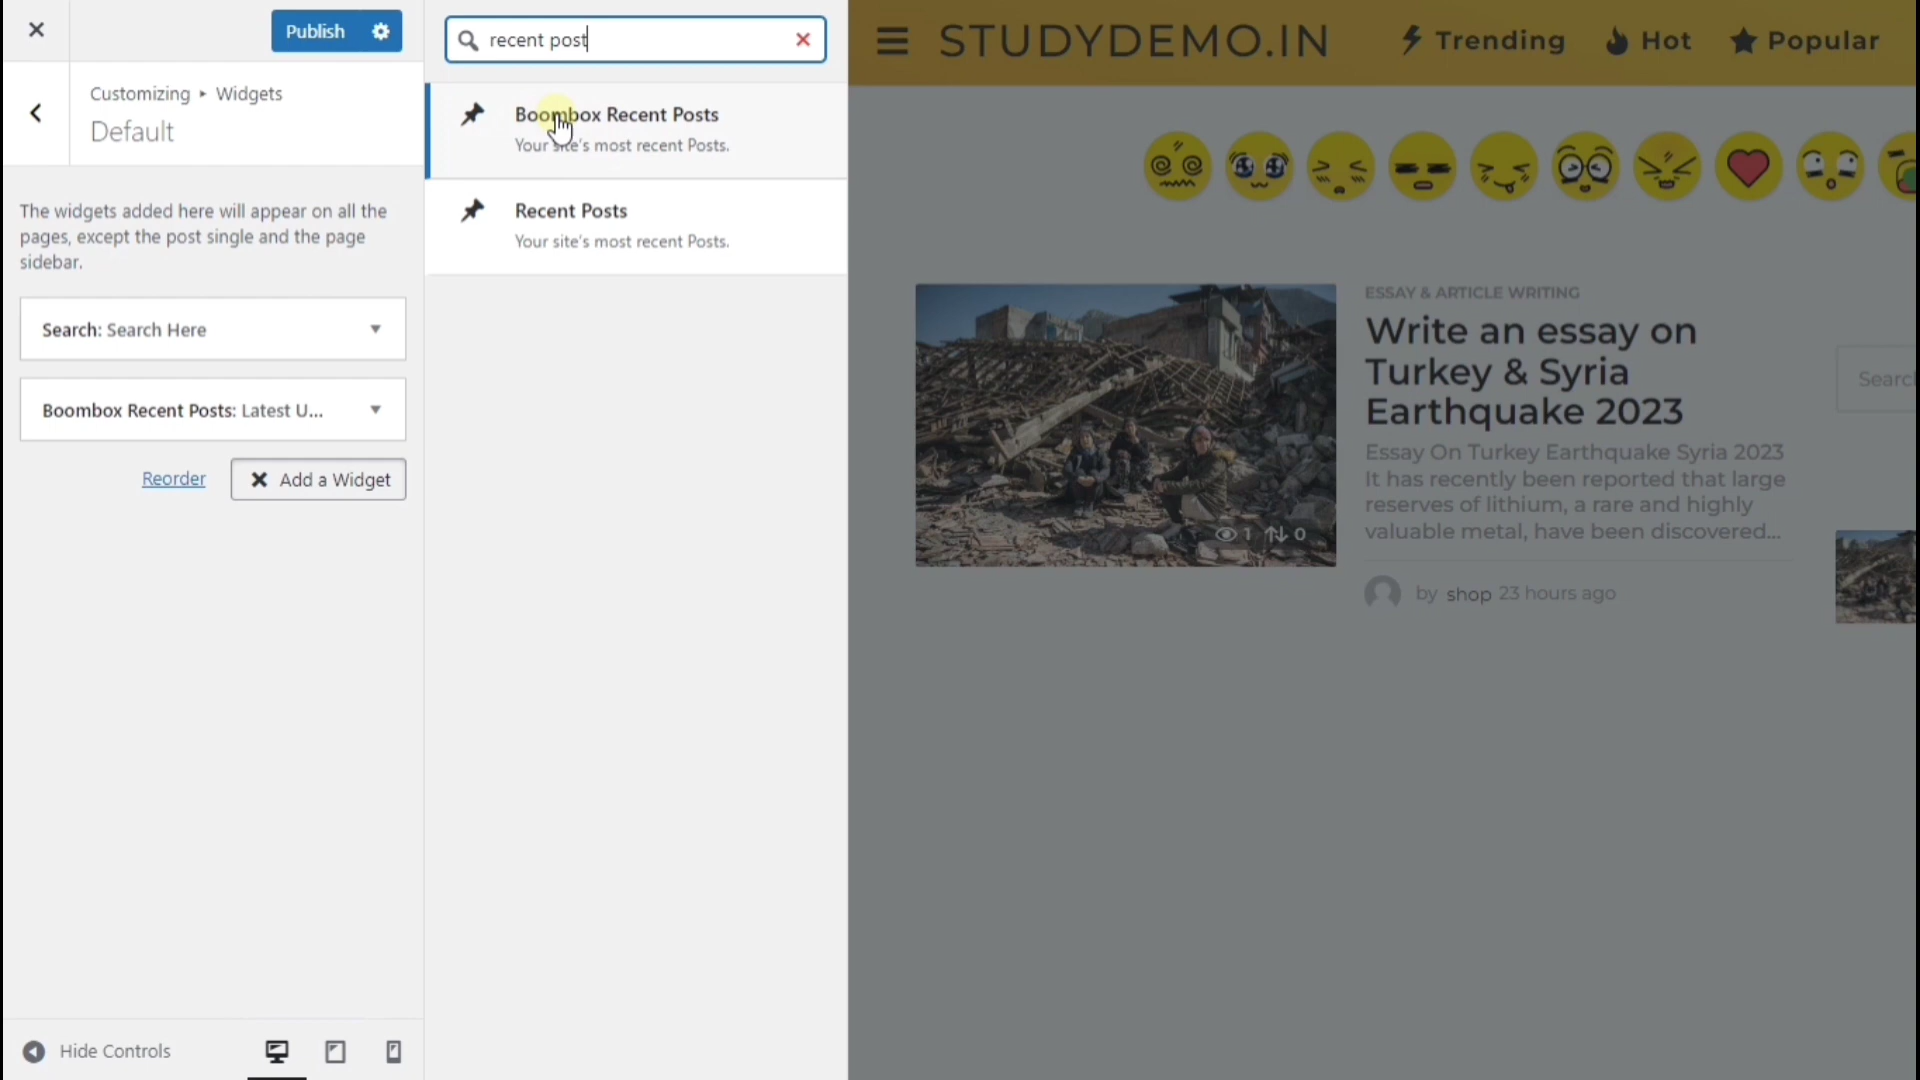 Publish
Customizing ▸ Widgets
Default
The widgets added here will appear on all the
pages, except the post single and the page
sidebar.
Search: Search Here
Boombox Recent Posts: Latest U...
Reorder
Add a Widget
Hide Controls
recent post
Boombox Recent Posts
Your site's most recent Posts.
Recent Posts
Your site's most recent Posts.
STUDYDEMO.IN
Trending
Hot
Popular
ESSAY & ARTICLE WRITING
Write an essay on
Turkey & Syria
Earthquake 2023
Essay On Turkey Earthquake Syria 2023
It has recently been reported that large
reserves of lithium, a rare and highly
valuable metal, have been discovered...
1 0
by shop 23 hours ago
Searc